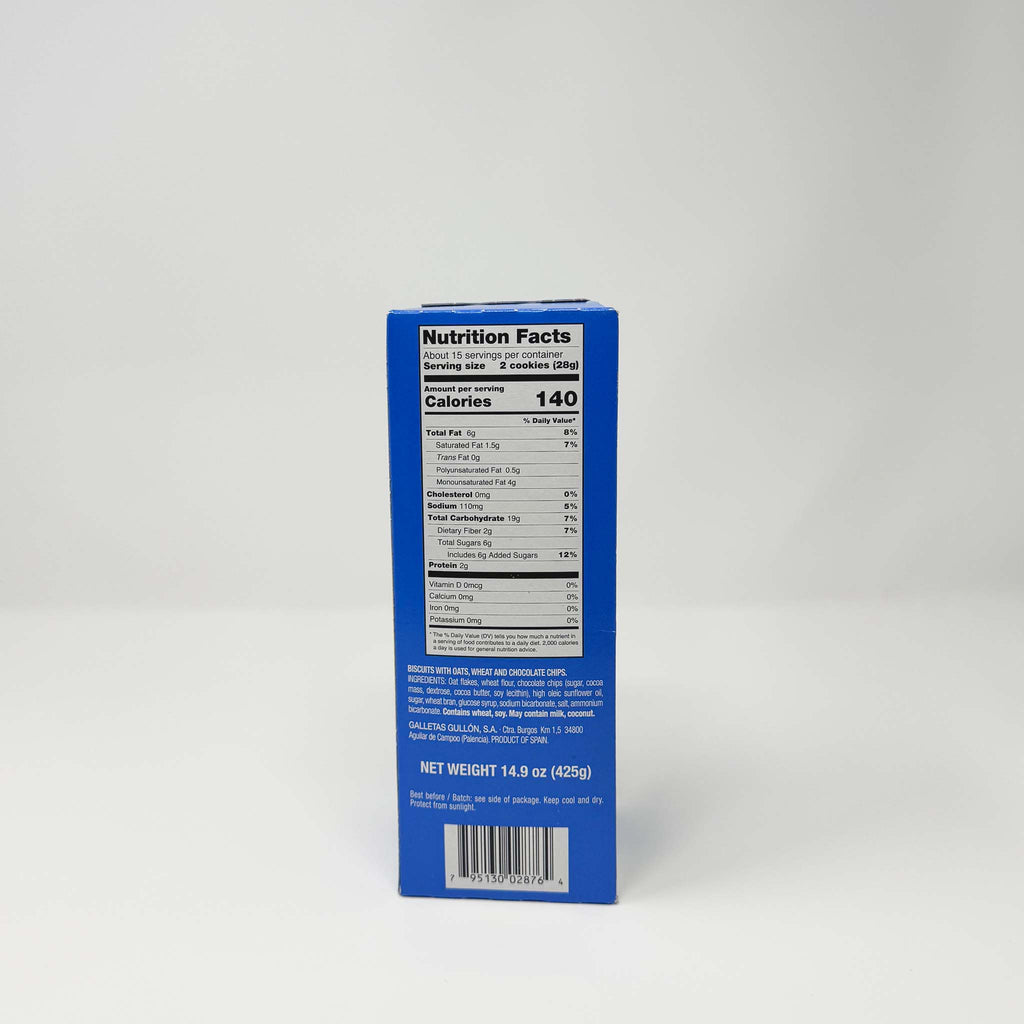 Nutrition Facts
About 15 servings per container
Serving size 2 cookies (28g)
Amount per serving
Calories 140
% Daily Value*
Total Fat 6g 8%
Saturated Fat 1.5g 7%
Trans Fat 0g
Polyunsaturated Fat 0.5g
Monounsaturated Fat 4g
Cholesterol 0mg 0%
Sodium 110mg 5%
Total Carbohydrate 19g 7%
Dietary Fiber 2g 7%
Total Sugars 6g
Includes 6g Added Sugars 12%
Protein 2g
Vitamin D 0mcg 0%
Calcium 0mg 0%
Iron 0mg 0%
Potassium 0mg 0%
* The % Daily Value (DV) tells you how much a nutrient in
a serving of food contributes to a daily diet. 2,000 calories
a day is used for general nutrition advice.
BISCUITS WITH OATS, WHEAT AND CHOCOLATE CHIPS.
INGREDIENTS: Oat flakes, wheat flour, chocolate chips (sugar, cocoa
mass, dextrose, cocoa butter, soy lecithin), high oleic sunflower oil,
sugar, wheat bran, glucose syrup, sodium bicarbonate, salt, ammonium
bicarbonate. Contains wheat, soy. May contain milk, coconut.
GALLETAS GULLÓN, S.A. · Ctra. Burgos Km 1,5 34800
Aguilar de Campoo (Palencia). PRODUCT OF SPAIN.
NET WEIGHT 14.9 oz (425g)
Best before / Batch: see side of package. Keep cool and dry.
Protect from sunlight.
7 95130 02876 4